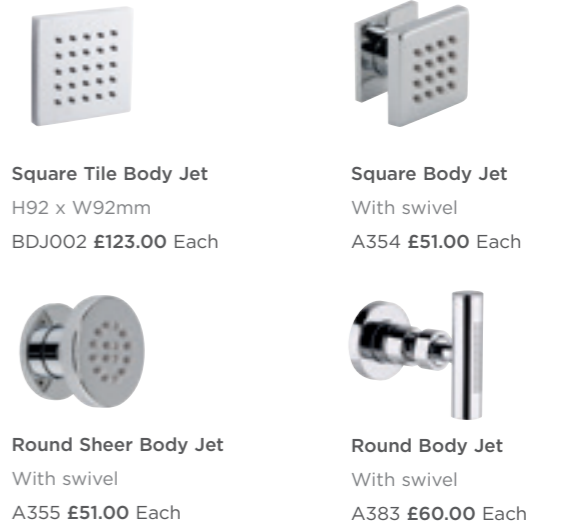 Square Tile Body Jet
H92 x W92mm
BDJ002 £123.00 Each
Square Body Jet
With swivel
A354 £51.00 Each
Round Sheer Body Jet
With swivel
A355 £51.00 Each
Round Body Jet
With swivel
A383 £60.00 Each